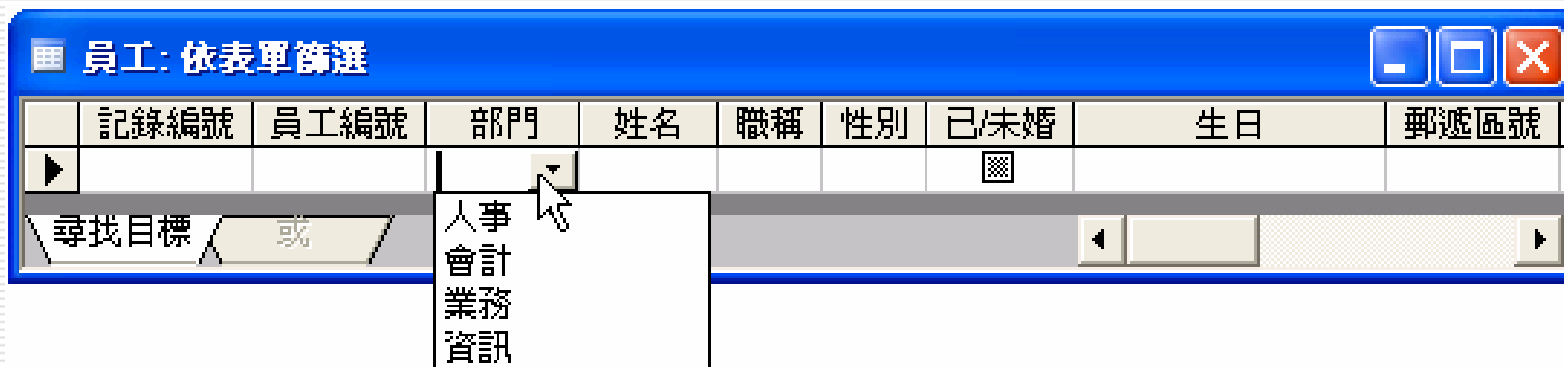 員工: 依表單篩選
記錄編號 員工編號 部門 姓名 職稱 性別 已/未婚 生日 郵遞區號
尋找目標 或
人事
會計
業務
資訊